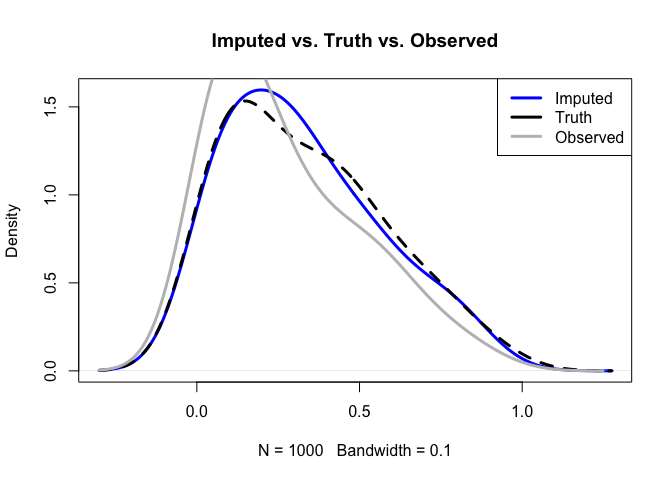 Imputed vs. Truth vs. Observed
Imputed
Truth
Observed
Density
1.5
1.0
0.5
0.0
0.0 0.5 1.0
N = 1000 Bandwidth = 0.1